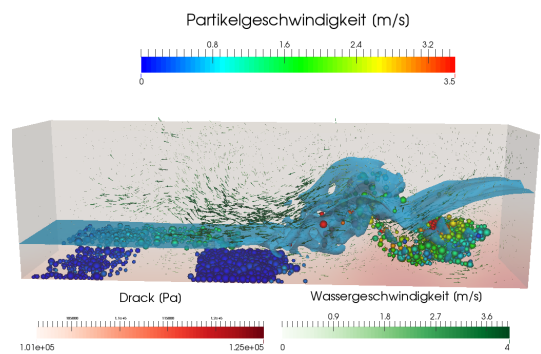 Partikelgeschwindigkeit (m/s)
0.8 1.6 2.4 3.2
0 3.5
Drack (Pa) Wassergeschwindigkeit (m/s)
0.9 1.8 2.7 3.6
1.01e+05 1.25e+05 0 4